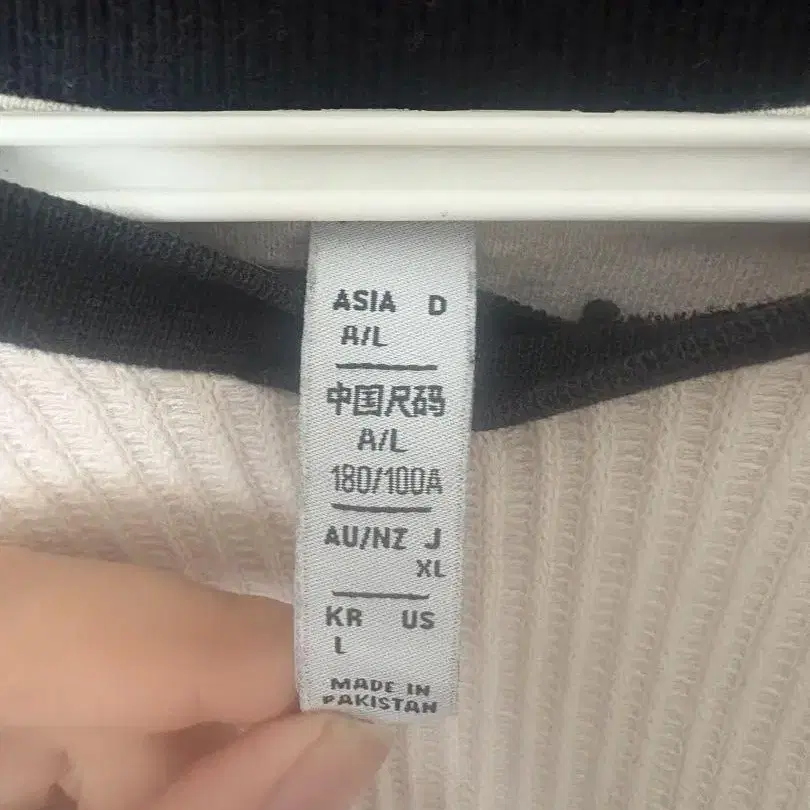 ASIA D
A/L
中国尺码
A/L
180/100A
AU/NZ J
XL
KR US
L
MADE IN
PAKISTAN